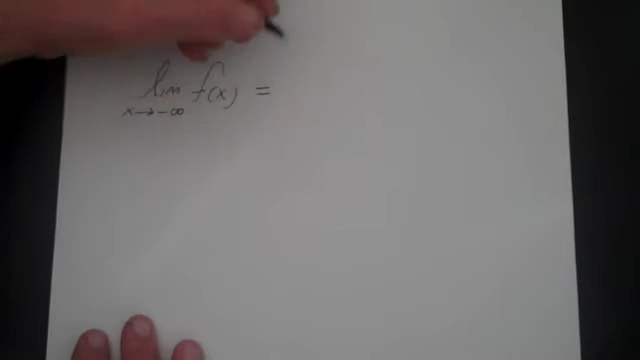 lim f(x) =
x→-∞